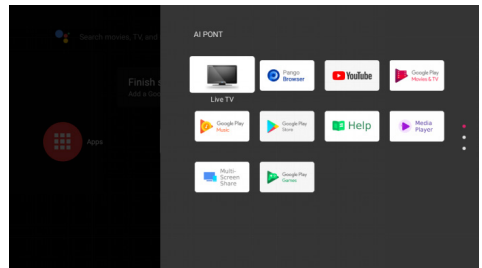 Search movies, TV, and
AI PONT
Finish s
Add a Goo
Apps
Live TV
Pango
Browser
YouTube
Google Play
Movies & TV
Google Play
Music
Google Play
Store
Help
Media
Player
Multi-
Screen
Share
Google Play
Games